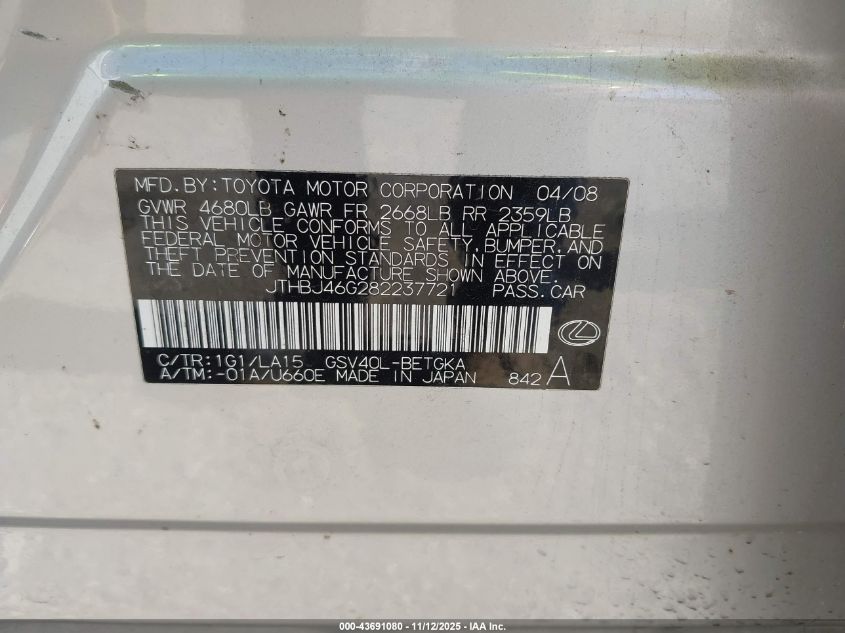 MFD. BY: TOYOTA MOTOR CORPORATION 04/08
GVWR 4680LB GAWR FR 2668LB RR 2359LB
THIS VEHICLE CONFORMS TO ALL APPLICABLE
FEDERAL MOTOR VEHICLE SAFETY, BUMPER, AND
THEFT PREVENTION STANDARDS IN EFFECT ON
THE DATE OF MANUFACTURE SHOWN ABOVE.
JTHBJ46G282237721 PASS. CAR
C/TR: 1G1/LA15 GSV40L-BETGKA
A/TM: -01A/U660E MADE IN JAPAN 842 A
000-43691080 - 11/12/2025 - IAA Inc.